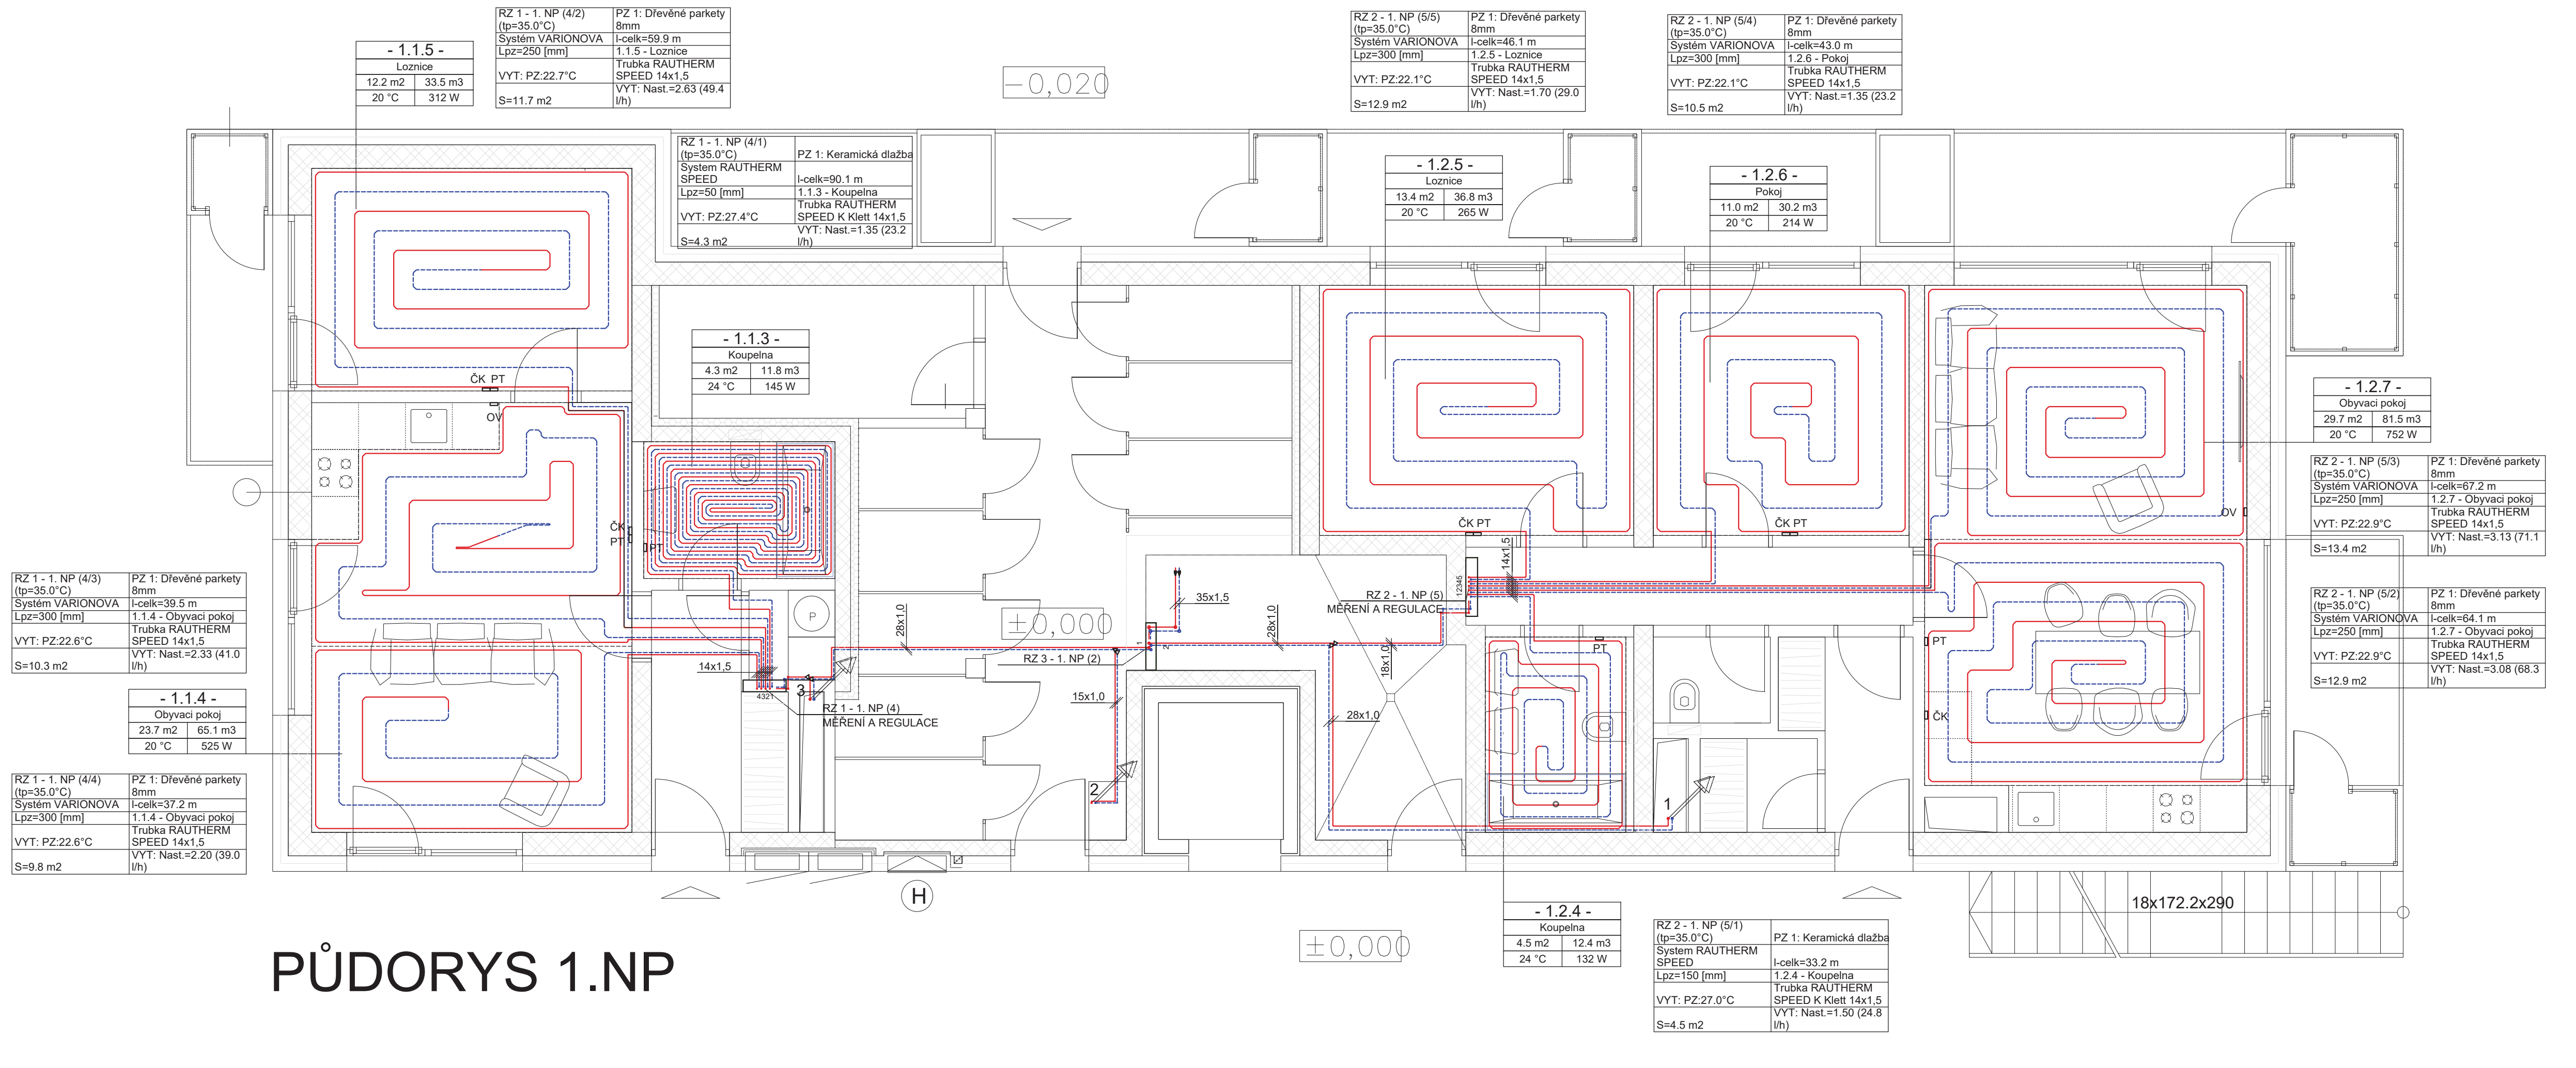 - 1.1.5 -
Loznice
12.2 m2 33.5 m3
20 °C 312 W
RZ 1 - 1. NP (4/2) PZ 1: Dřevěné parkety
(tp=35.0°C) 8mm
Systém VARIONOVA l-celk=59.9 m
Lpz=250 [mm] 1.1.5 - Loznice
Trubka RAUTHERM
VYT: PZ:22.7°C SPEED 14x1,5
VYT: Nast.=2.63 (49.4
S=11.7 m2 l/h)
-0,020
RZ 2 - 1. NP (5/5) PZ 1: Dřevěné parkety
(tp=35.0°C) 8mm
Systém VARIONOVA l-celk=46.1 m
Lpz=300 [mm] 1.2.5 - Loznice
Trubka RAUTHERM
VYT: PZ:22.1°C SPEED 14x1,5
VYT: Nast.=1.70 (29.0
S=12.9 m2 l/h)
RZ 2 - 1. NP (5/4) PZ 1: Dřevěné parkety
(tp=35.0°C) 8mm
Systém VARIONOVA l-celk=43.0 m
Lpz=300 [mm] 1.2.6 - Pokoj
Trubka RAUTHERM
VYT: PZ:22.1°C SPEED 14x1,5
VYT: Nast.=1.35 (23.2
S=10.5 m2 l/h)
RZ 1 - 1. NP (4/1)
(tp=35.0°C) PZ 1: Keramická dlažba
System RAUTHERM
SPEED l-celk=90.1 m
Lpz=50 [mm] 1.1.3 - Koupelna
Trubka RAUTHERM
VYT: PZ:27.4°C SPEED K Klett 14x1,5
VYT: Nast.=1.35 (23.2
S=4.3 m2 l/h)
- 1.2.5 -
Loznice
13.4 m2 36.8 m3
20 °C 265 W
- 1.2.6 -
Pokoj
11.0 m2 30.2 m3
20 °C 214 W
- 1.1.3 -
Koupelna
4.3 m2 11.8 m3
24 °C 145 W
- 1.2.7 -
Obyvaci pokoj
29.7 m2 81.5 m3
20 °C 752 W
ČK PT
OV
ČK
PT
PT
ČK PT
ČK PT
OV
RZ 2 - 1. NP (5/3) PZ 1: Dřevěné parkety
(tp=35.0°C) 8mm
Systém VARIONOVA l-celk=67.2 m
Lpz=250 [mm] 1.2.7 - Obyvaci pokoj
Trubka RAUTHERM
VYT: PZ:22.9°C SPEED 14x1,5
VYT: Nast.=3.13 (71.1
S=13.4 m2 l/h)
RZ 1 - 1. NP (4/3) PZ 1: Dřevěné parkety
(tp=35.0°C) 8mm
Systém VARIONOVA l-celk=39.5 m
Lpz=300 [mm] 1.1.4 - Obyvaci pokoj
Trubka RAUTHERM
VYT: PZ:22.6°C SPEED 14x1,5
VYT: Nast.=2.33 (41.0
S=10.3 m2 l/h)
RZ 2 - 1. NP (5/2) PZ 1: Dřevěné parkety
(tp=35.0°C) 8mm
Systém VARIONOVA l-celk=64.1 m
Lpz=250 [mm] 1.2.7 - Obyvaci pokoj
Trubka RAUTHERM
VYT: PZ:22.9°C SPEED 14x1,5
VYT: Nast.=3.08 (68.3
S=12.9 m2 l/h)
14x1,5
12345
RZ 2 - 1. NP (5)
MĚŘENÍ A REGULACE
35x1,5
±0,000
28x1,0
28x1,0
P
1
2
RZ 3 - 1. NP (2)
18x1,0
PT
PT
ČK
14x1,5
4321
3
RZ 1 - 1. NP (4)
MĚŘENÍ A REGULACE
15x1,0
28x1,0
2
1
- 1.1.4 -
Obyvaci pokoj
23.7 m2 65.1 m3
20 °C 525 W
RZ 1 - 1. NP (4/4) PZ 1: Dřevěné parkety
(tp=35.0°C) 8mm
Systém VARIONOVA l-celk=37.2 m
Lpz=300 [mm] 1.1.4 - Obyvaci pokoj
Trubka RAUTHERM
VYT: PZ:22.6°C SPEED 14x1,5
VYT: Nast.=2.20 (39.0
S=9.8 m2 l/h)
H
- 1.2.4 -
Koupelna
4.5 m2 12.4 m3
24 °C 132 W
RZ 2 - 1. NP (5/1)
(tp=35.0°C) PZ 1: Keramická dlažba
System RAUTHERM
SPEED l-celk=33.2 m
Lpz=150 [mm] 1.2.4 - Koupelna
Trubka RAUTHERM
VYT: PZ:27.0°C SPEED K Klett 14x1,5
VYT: Nast.=1.50 (24.8
S=4.5 m2 l/h)
18x172.2x290
±0,000
PŮDORYS 1.NP